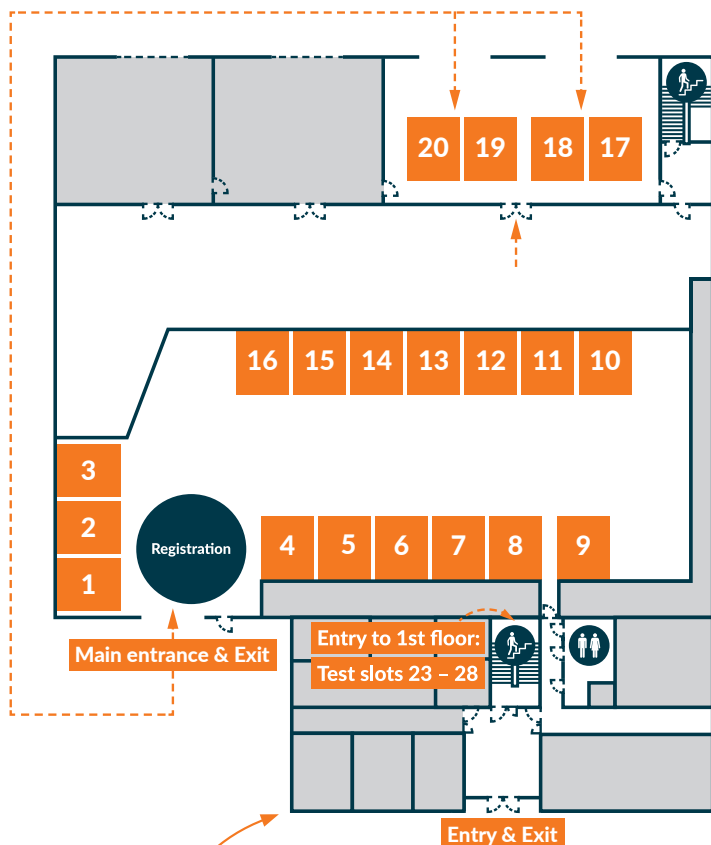 20 19 18 17
16 15 14 13 12 11 10
3
2
1
Registration
4 5 6 7 8 9
Main entrance & Exit
Entry to 1st floor:
Test slots 23 – 28
Entry & Exit